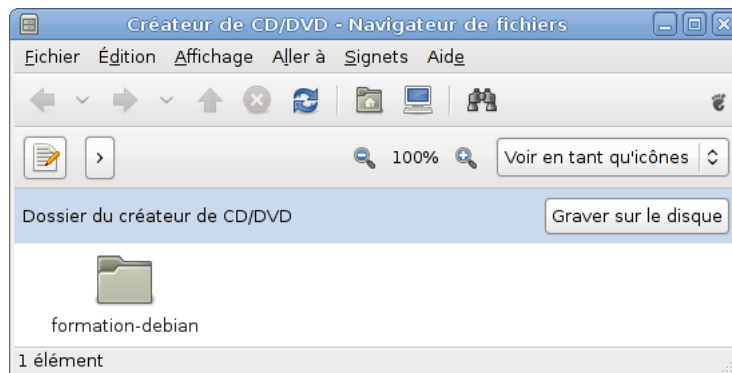 Créateur de CD/DVD - Navigateur de fichiers
Fichier Édition Affichage Aller à Signets Aide
100% Voir en tant qu'icônes
Dossier du créateur de CD/DVD Graver sur le disque
formation-debian
1 élément